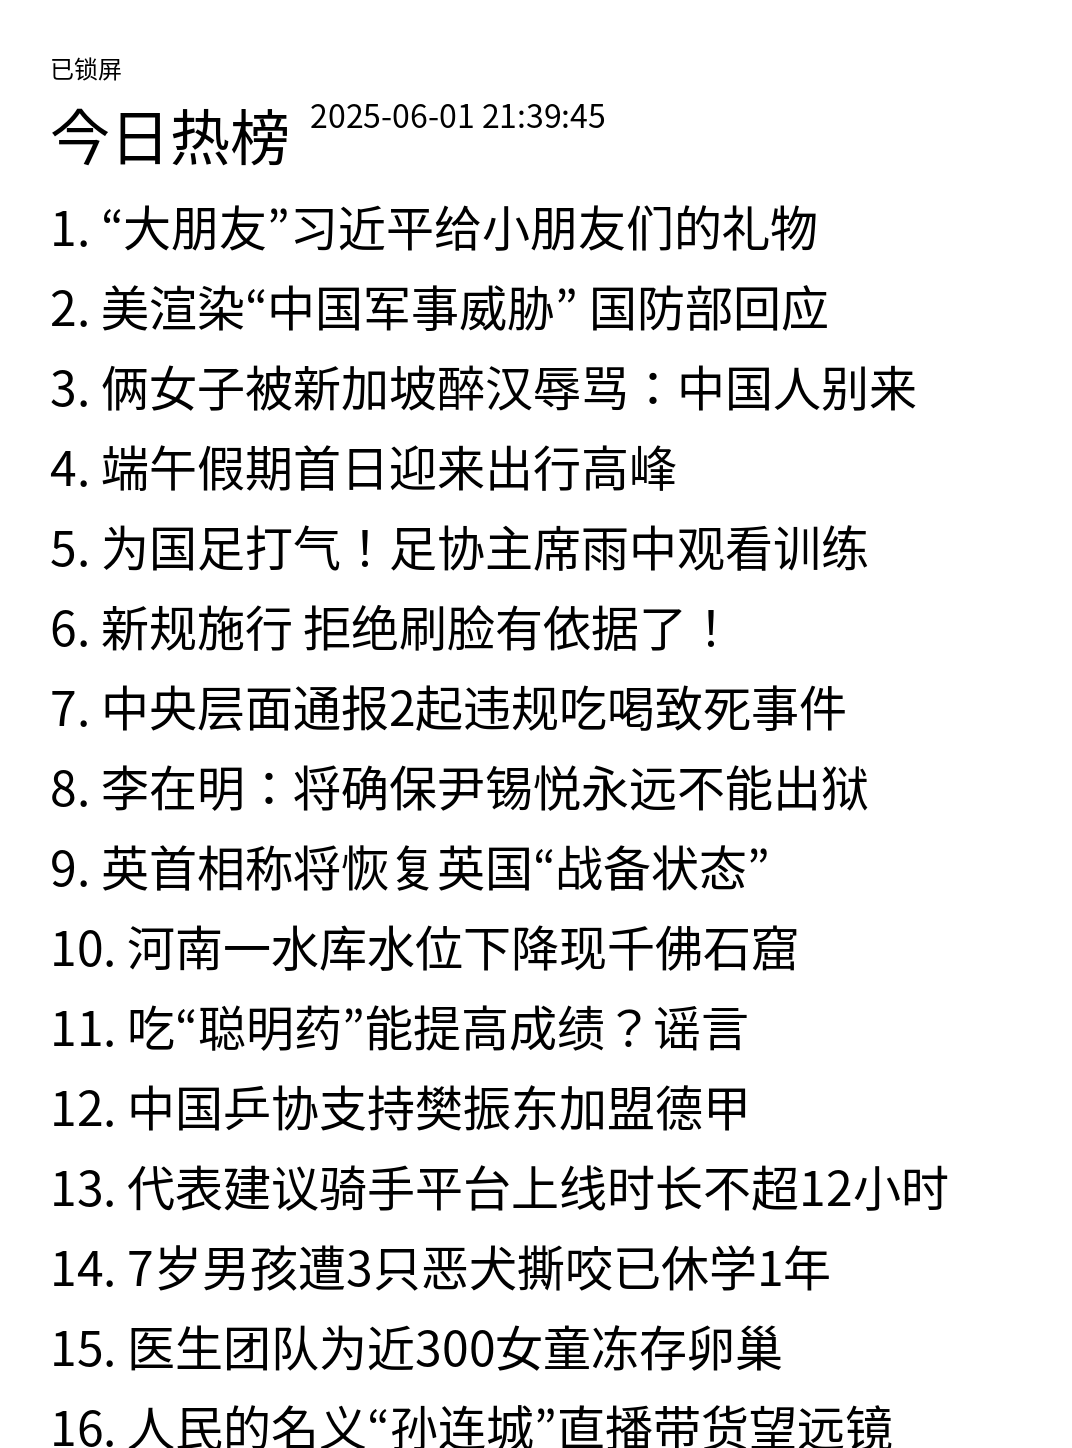 已锁屏
今日热榜 2025-06-01 21:39:45
1. “大朋友”习近平给小朋友们的礼物
2. 美渲染“中国军事威胁” 国防部回应
3. 俩女子被新加坡醉汉辱骂：中国人别来
4. 端午假期首日迎来出行高峰
5. 为国足打气！足协主席雨中观看训练
6. 新规施行 拒绝刷脸有依据了！
7. 中央层面通报2起违规吃喝致死事件
8. 李在明：将确保尹锡悦永远不能出狱
9. 英首相称将恢复英国“战备状态”
10. 河南一水库水位下降现千佛石窟
11. 吃“聪明药”能提高成绩？谣言
12. 中国乒协支持樊振东加盟德甲
13. 代表建议骑手平台上线时长不超12小时
14. 7岁男孩遭3只恶犬撕咬已休学1年
15. 医生团队为近300女童冻存卵巢
16. 人民的名义“孙连城”直播带货望远镜